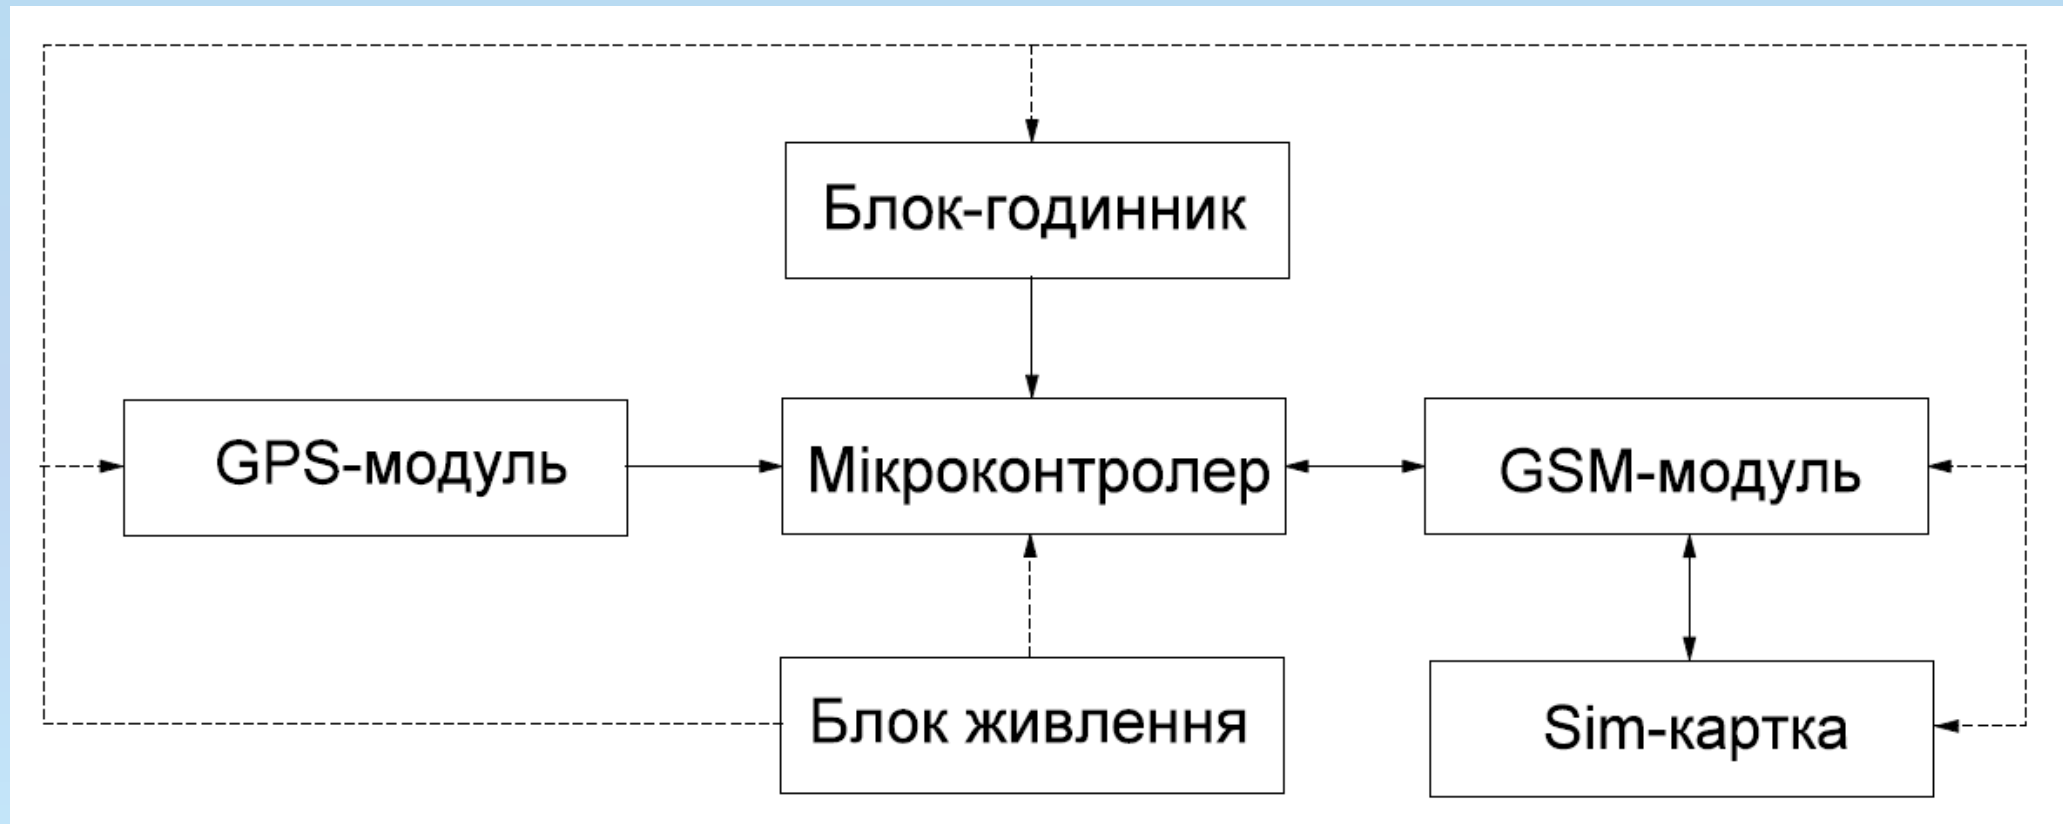 Блок-годинник
GPS-модуль
Мікроконтролер
GSM-модуль
Блок живлення
Sim-картка